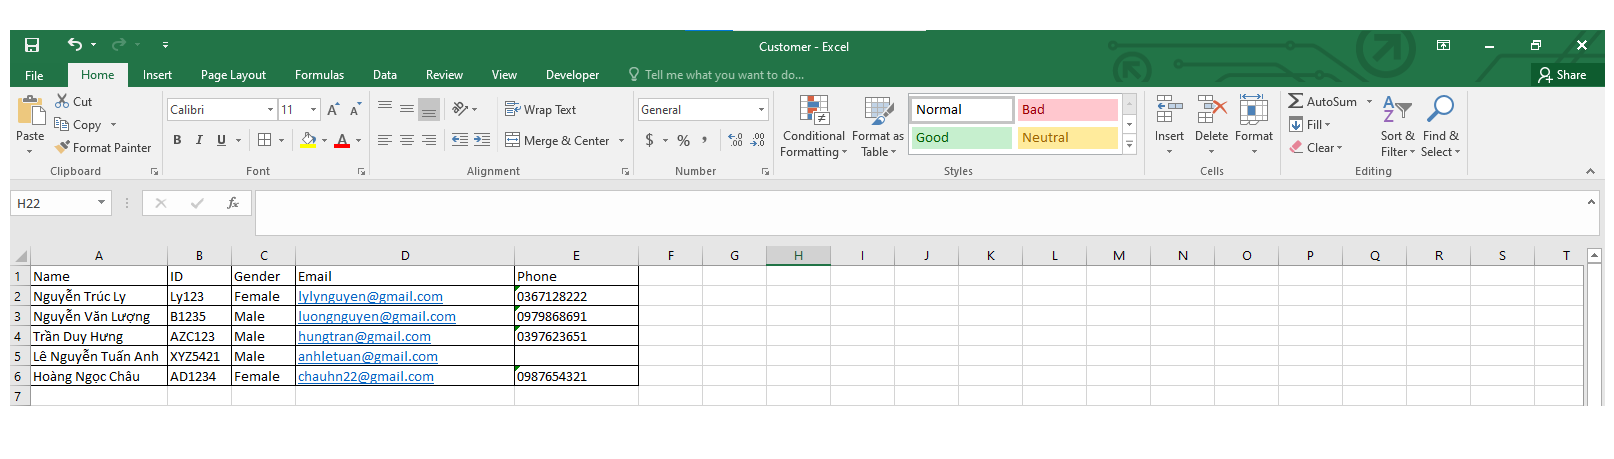 Customer - Excel
File Home Insert Page Layout Formulas Data Review View Developer Tell me what you want to do... Share
Paste
Cut
Copy
Format Painter
Clipboard
Calibri 11 A A
B I U A
Font
Wrap Text
Merge & Center
Alignment
General
$ % , .0 .00 .00 .0
Number
Conditional Formatting
Format as Table
Normal Bad
Good Neutral
Styles
Insert Delete Format
Cells
AutoSum
Fill
Clear
Sort & Filter
Find & Select
Editing
H22 fx
A B C D E F G H I J K L M N O P Q R S T
1 Name ID Gender Email Phone
2 Nguyễn Trúc Ly Ly123 Female lylynguyen@gmail.com 0367128222
3 Nguyễn Văn Lượng B1235 Male luongnguyen@gmail.com 0979868691
4 Trần Duy Hưng AZC123 Male hungtran@gmail.com 0397623651
5 Lê Nguyễn Tuấn Anh XYZ5421 Male anhletuan@gmail.com
6 Hoàng Ngọc Châu AD1234 Female chauhn22@gmail.com 0987654321
7